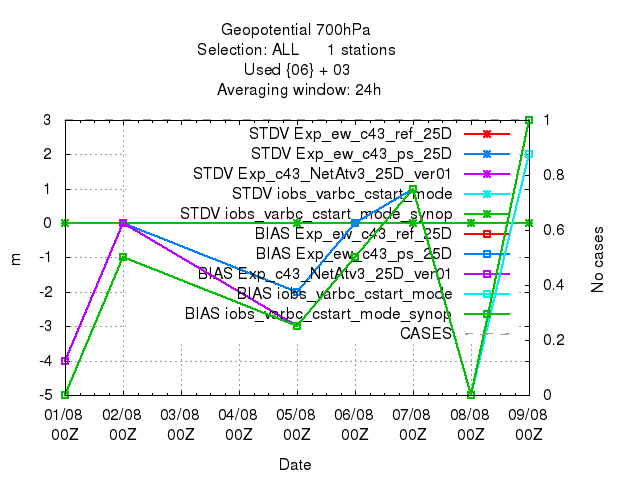 Geopotential 700hPa
Selection: ALL 1 stations
Used {06} + 03
Averaging window: 24h
3 1
STDV Exp_ew_c43_ref_25D
2 STDV Exp_ew_c43_ps_25D
STDV Exp_c43_NetAtv3_25D_ver01 0.8
1 STDV iobs_varbc_cstart_mode
STDV iobs_varbc_cstart_mode_synop
0 BIAS Exp_ew_c43_ref_25D 0.6
-1 BIAS Exp_ew_c43_ps_25D
m No cases
BIAS Exp_c43_NetAtv3_25D_ver01
-2 BIAS iobs_varbc_cstart_mode 0.4
-3 BIAS iobs_varbc_cstart_mode_synop
CASES 0.2
-4
-5 0
01/08 02/08 03/08 04/08 05/08 06/08 07/08 08/08 09/08
00Z 00Z 00Z 00Z 00Z 00Z 00Z 00Z 00Z
Date